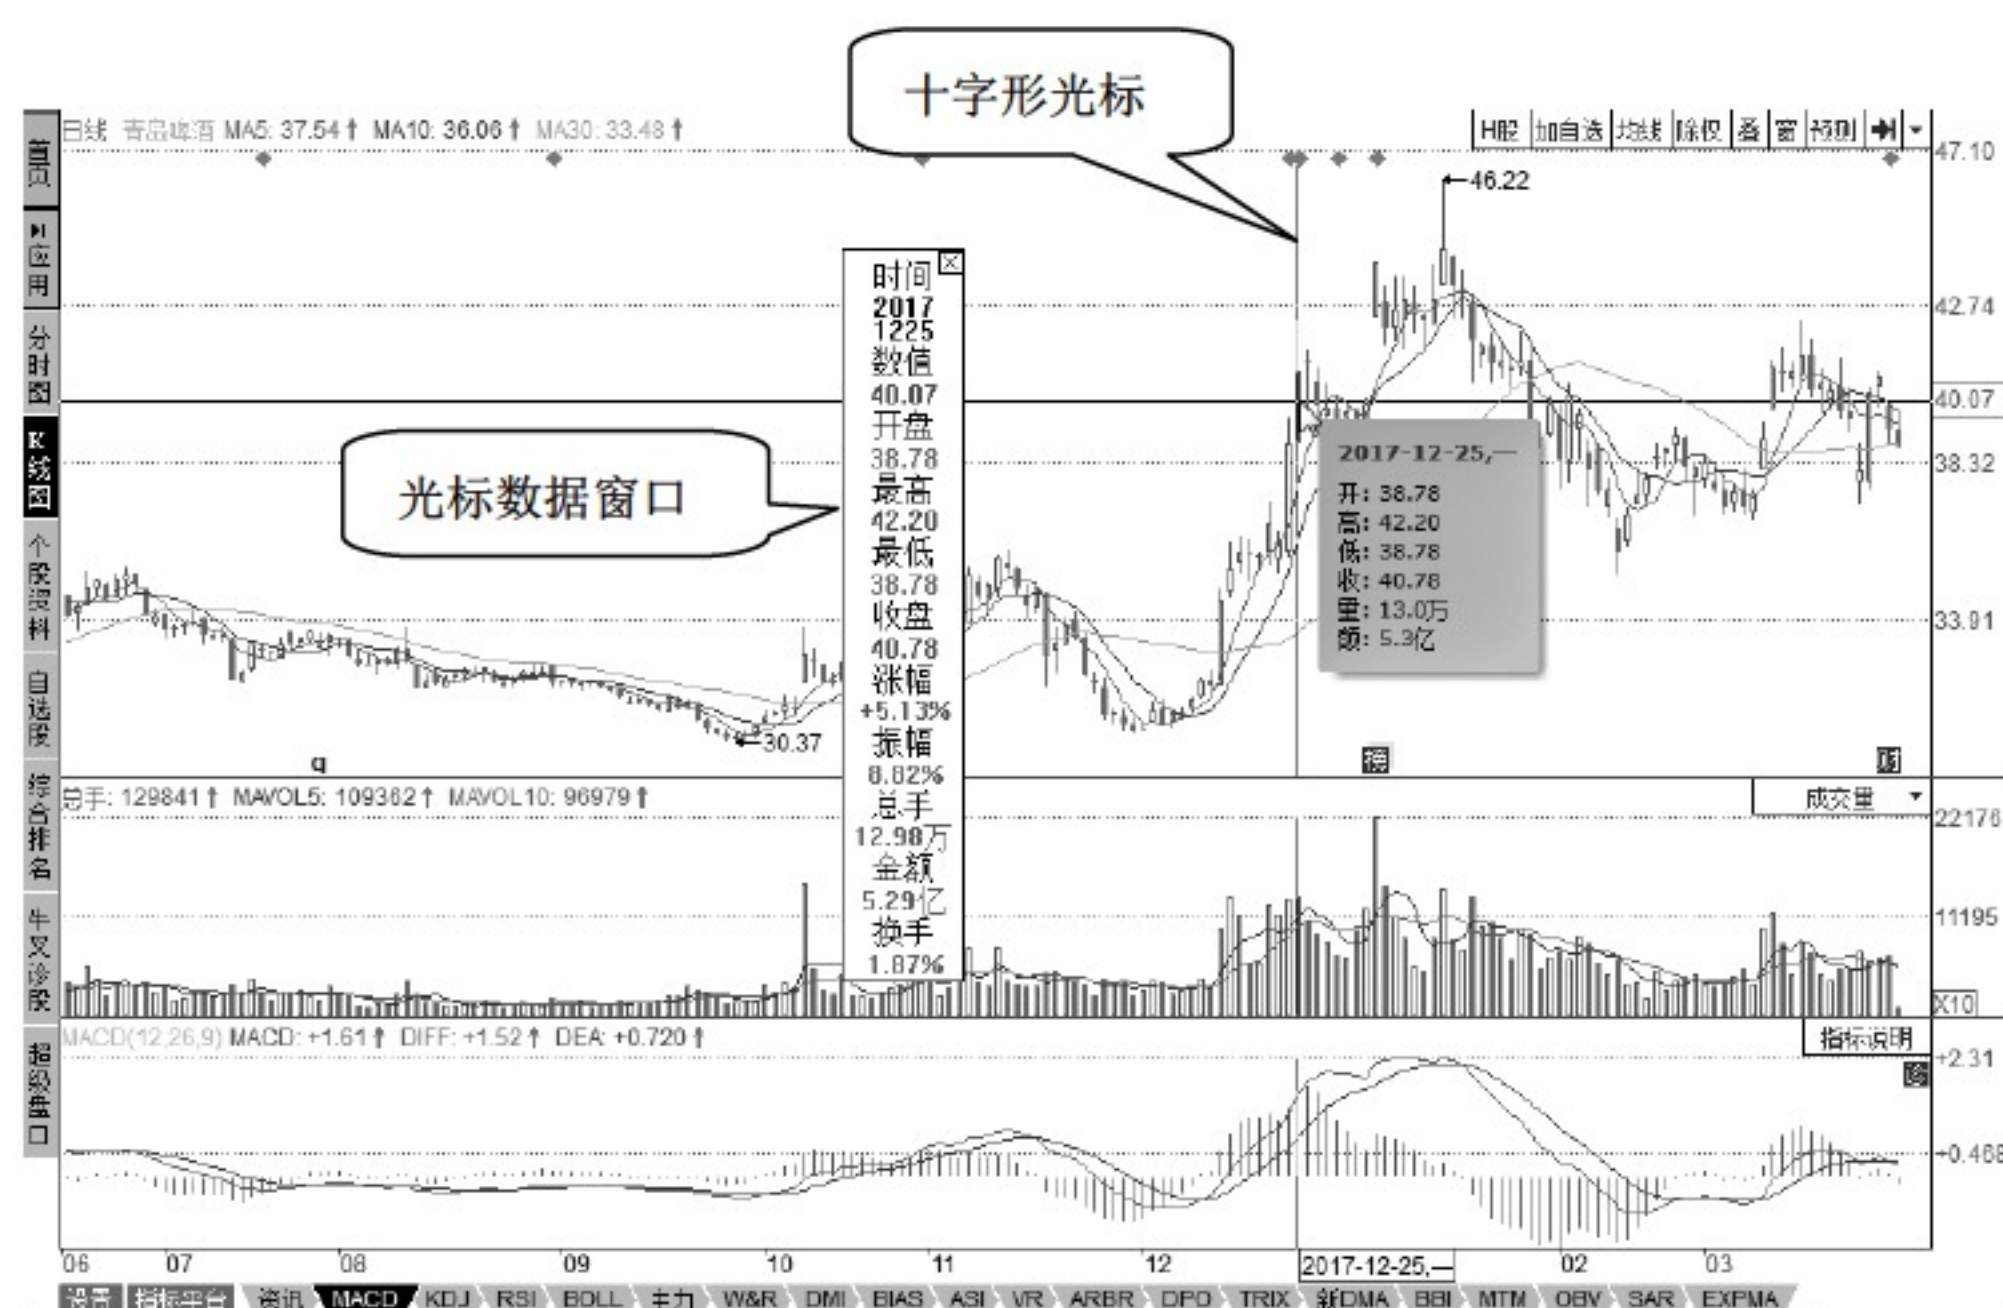 十字形光标
首页
日线 青岛啤酒 MA5: 37.54↑ MA10: 36.06↑ MA30: 33.48↑
H股 加自选 均线 除权 叠 窗 预测
47.10
46.22
应用
分时图
K线图
个股资料
自选股
综合排名
牛叉诊股
超级盘口
42.74
40.07
38.32
33.91
光标数据窗口
时间
2017
1225
数值
40.07
开盘
38.78
最高
42.20
最低
38.78
收盘
40.78
涨幅
+5.13%
振幅
8.82%
总手
12.98万
金额
5.29亿
换手
1.87%
2017-12-25,一
开: 38.78
高: 42.20
低: 38.78
收: 40.78
量: 13.0万
额: 5.3亿
30.37
q
榜
总手: 129841↑ MAVOL5: 109362↑ MAVOL10: 96979↑
成交量
22176
11195
X10
MACD(12,26,9) MACD: +1.61↑ DIFF: +1.52↑ DEA: +0.720↑
指标说明
+2.31
+0.468
06 07 08 09 10 11 12 2017-12-25,一 02 03
设置 指标平台 资讯 MACD KDJ RSI BOLL 主力 W&R DMI BIAS ASI VR ARBR DPO TRIX 新DMA BBI MTM OBV SAR EXPMA